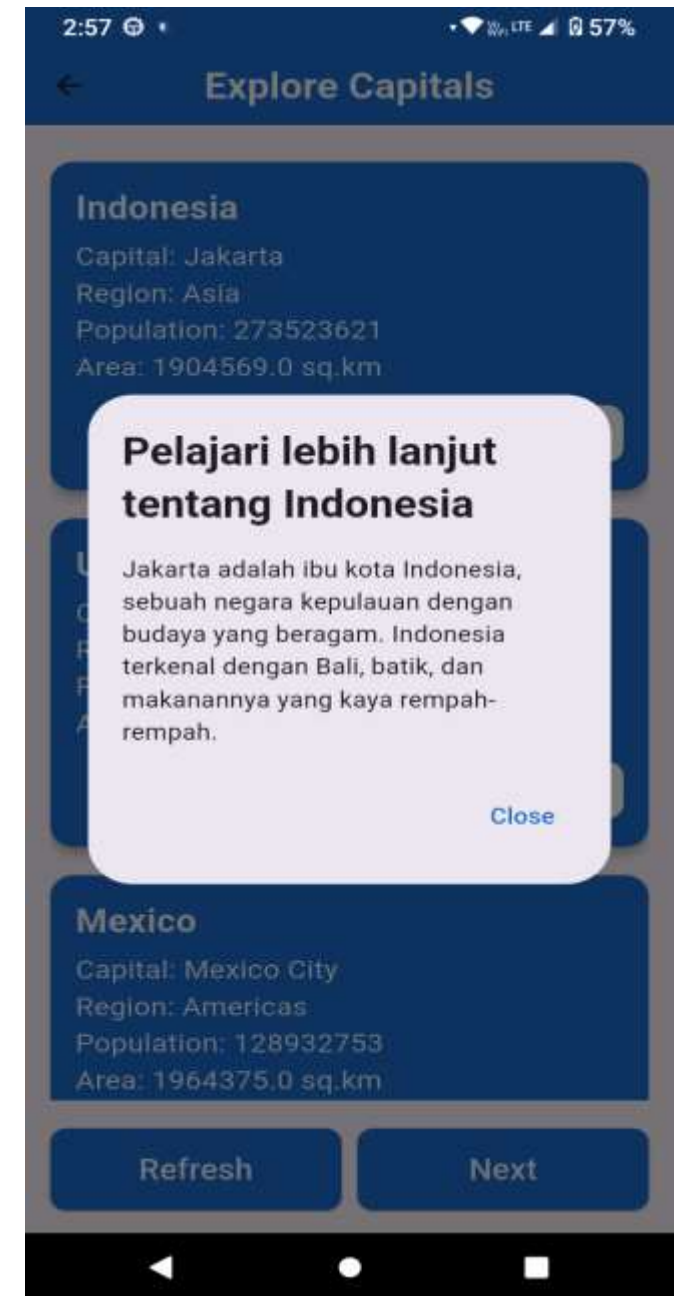 2:57
57%
Explore Capitals
Indonesia
Capital: Jakarta
Region: Asia
Population: 273523621
Area: 1904569.0 sq.km
Pelajari lebih lanjut
tentang Indonesia
Jakarta adalah ibu kota Indonesia,
sebuah negara kepulauan dengan
budaya yang beragam. Indonesia
terkenal dengan Bali, batik, dan
makanannya yang kaya rempah-
rempah.
Close
Mexico
Capital: Mexico City
Region: Americas
Population: 128932753
Area: 1964375.0 sq.km
Refresh
Next